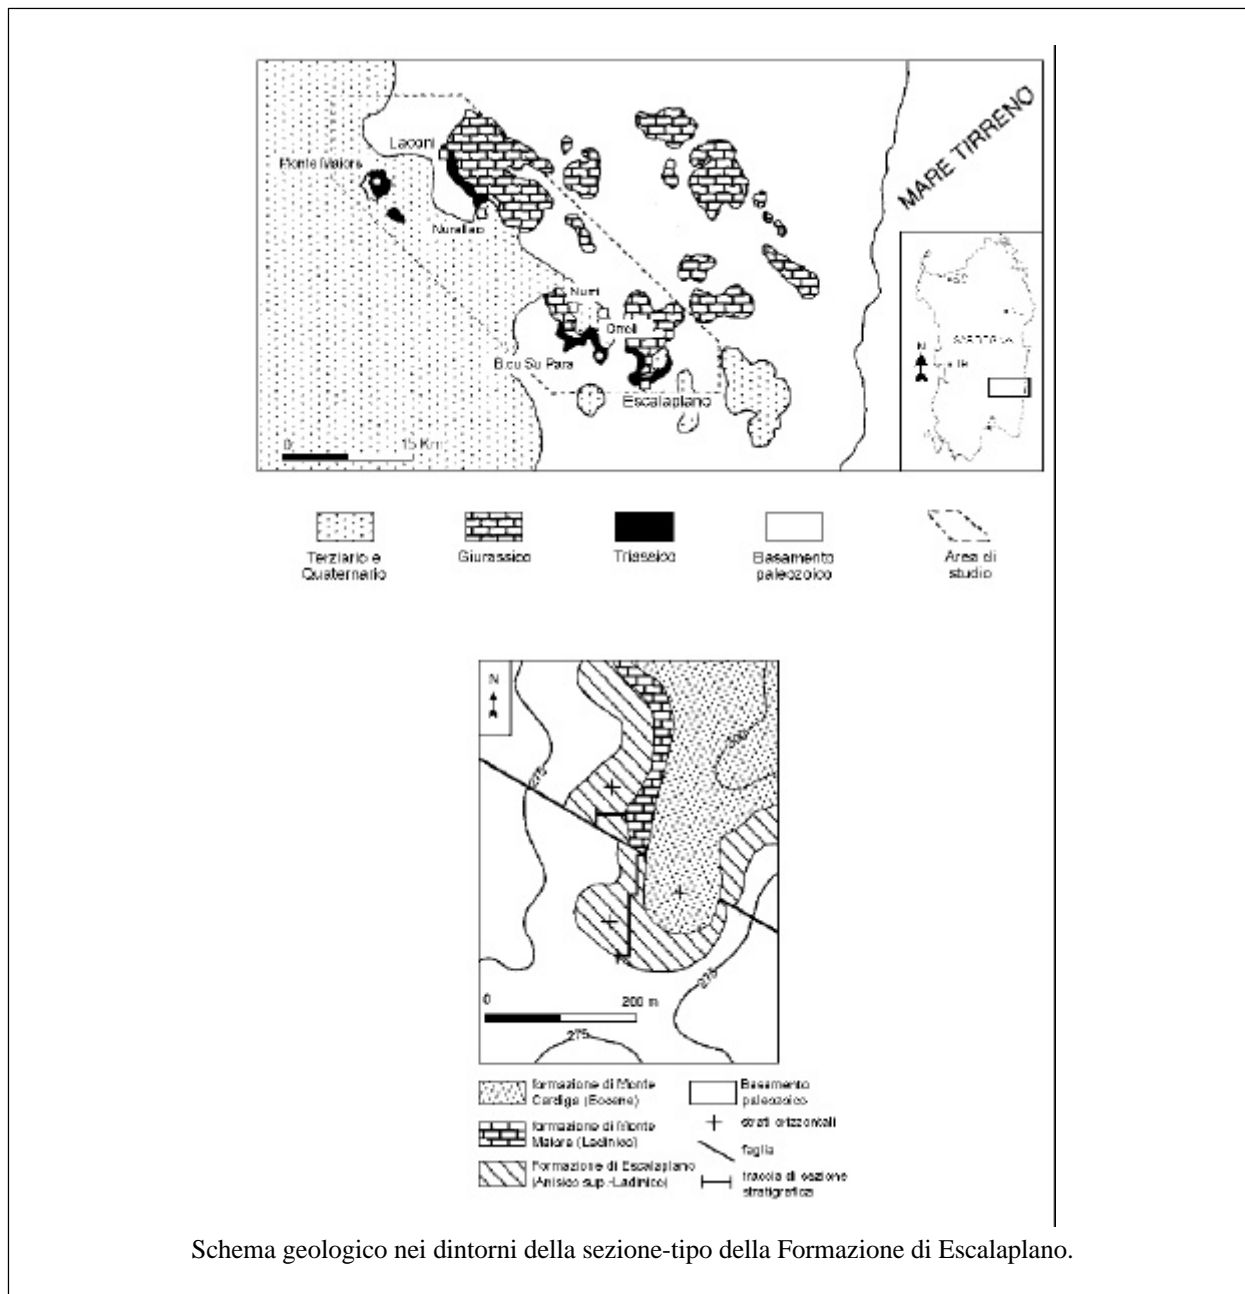 MARE TIRRENO
Laconi
Monte Maiore
Nurallao
Nurri
Orroli
Escalaplano
N
0 15 Km
Terziario e
Quaternario
Giurassico
Triassico
Basamento
paleozoico
Area di
studio
N
300
275
275
0 200 m
275
formazione di Monte
Cardiga (Eocene)
formazione di Monte
Maiore (Ladinico)
Formazione di Escalaplano
(Anisico sup.-Ladinico)
Basamento
paleozoico
strati orizzontali
faglia
traccia di sezione
stratigrafica
Schema geologico nei dintorni della sezione-tipo della Formazione di Escalaplano.